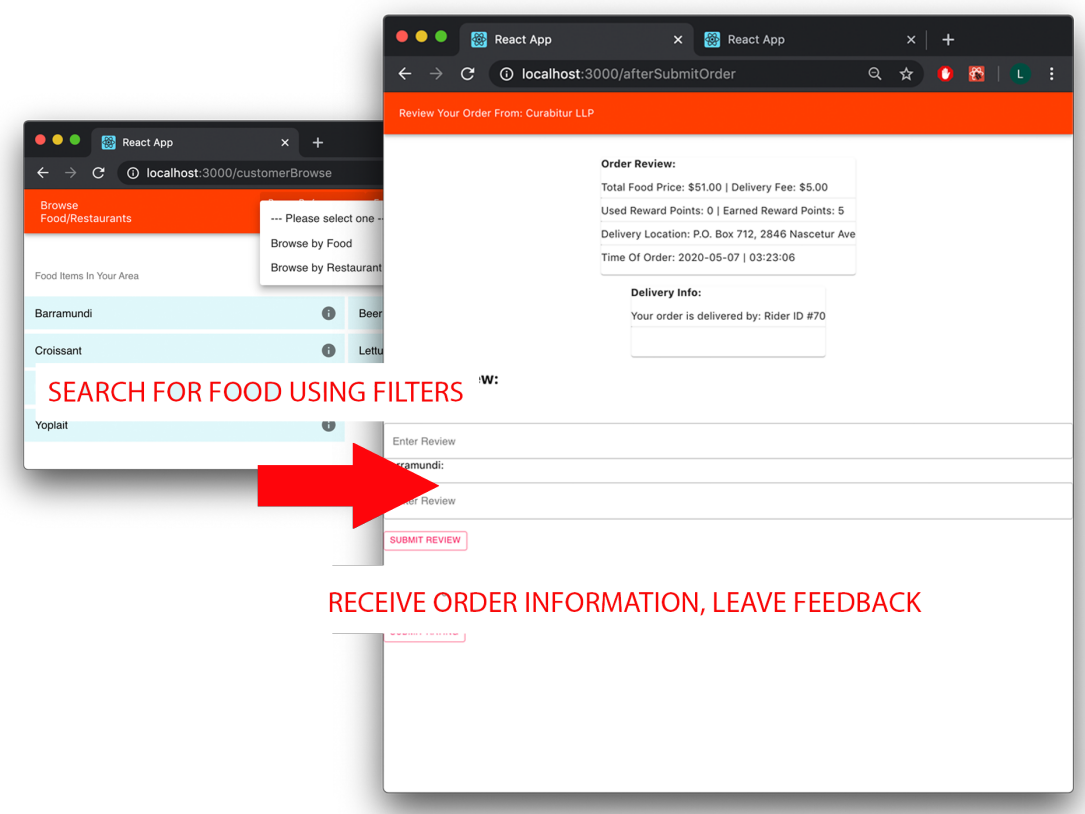 React App
localhost:3000/customerBrowse
Browse
Food/Restaurants
--- Please select one --
Browse by Food
Browse by Restaurant
Food Items In Your Area
Barramundi
Beer
Croissant
Lettu
Yoplait
SEARCH FOR FOOD USING FILTERS
React App
React App
localhost:3000/afterSubmitOrder
L
Review Your Order From: Curabitur LLP
Order Review:
Total Food Price: $51.00 | Delivery Fee: $5.00
Used Reward Points: 0 | Earned Reward Points: 5
Delivery Location: P.O. Box 712, 2846 Nascetur Ave
Time Of Order: 2020-05-07 | 03:23:06
Delivery Info:
Your order is delivered by: Rider ID #70
ew:
Enter Review
rramundi:
er Review
SUBMIT REVIEW
RECEIVE ORDER INFORMATION, LEAVE FEEDBACK